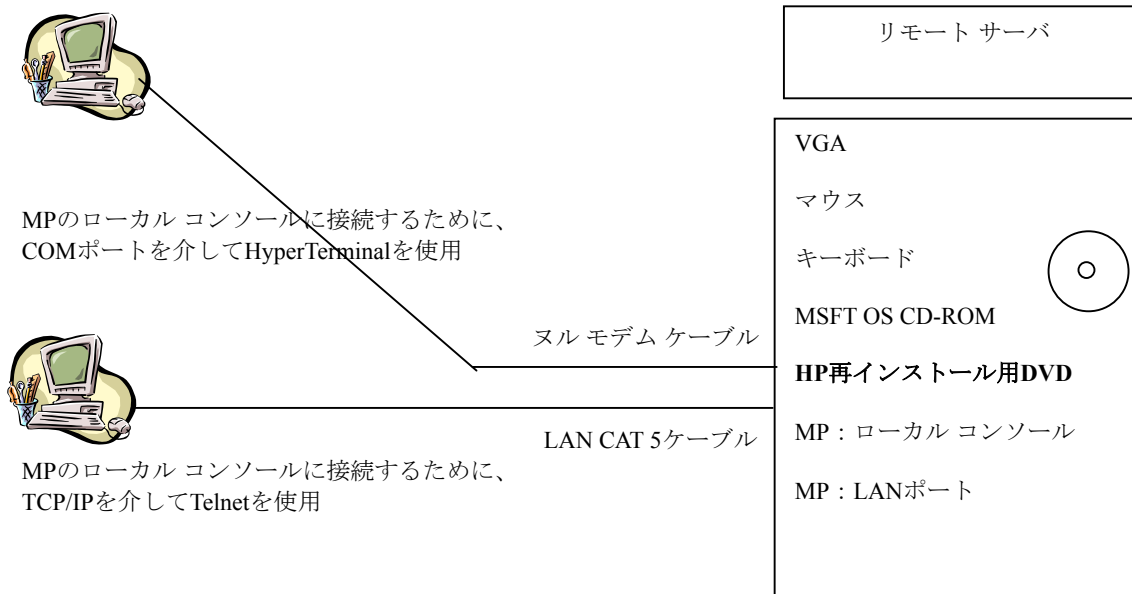 リモート サーバ
MPのローカル コンソールに接続するために、
COMポートを介してHyperTerminalを使用
ヌル モデム ケーブル
LAN CAT 5ケーブル
MPのローカル コンソールに接続するために、
TCP/IPを介してTelnetを使用
VGA
マウス
キーボード
MSFT OS CD-ROM
HP再インストール用DVD
MP：ローカル コンソール
MP：LANポート